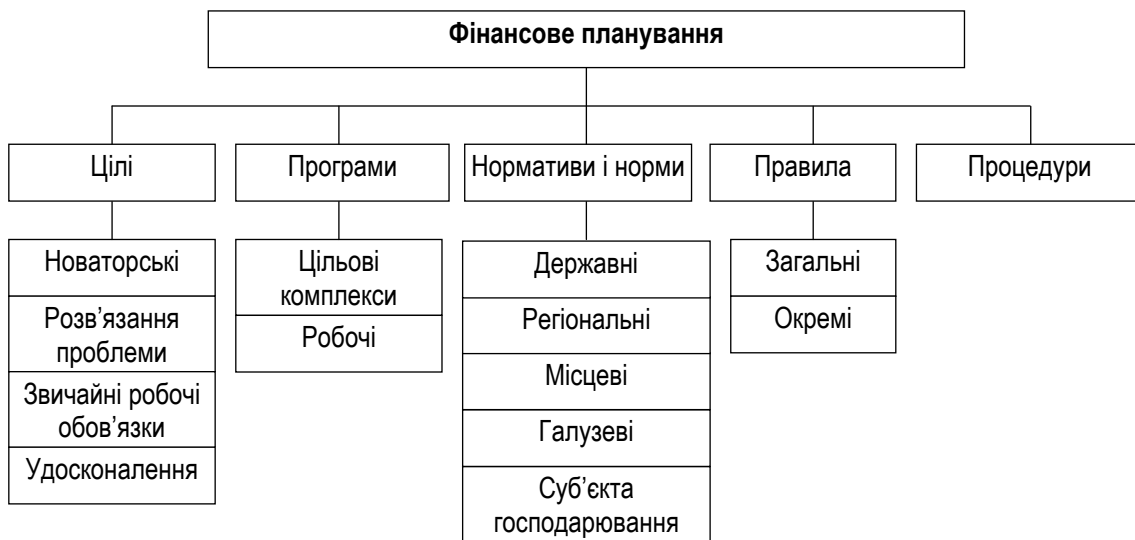 Фінансове планування
Цілі
Програми
Нормативи і норми
Правила
Процедури
Новаторські
Розв’язання
проблеми
Звичайні робочі
обов’язки
Удосконалення
Цільові
комплекси
Робочі
Державні
Регіональні
Місцеві
Галузеві
Суб’єкта
господарювання
Загальні
Окремі